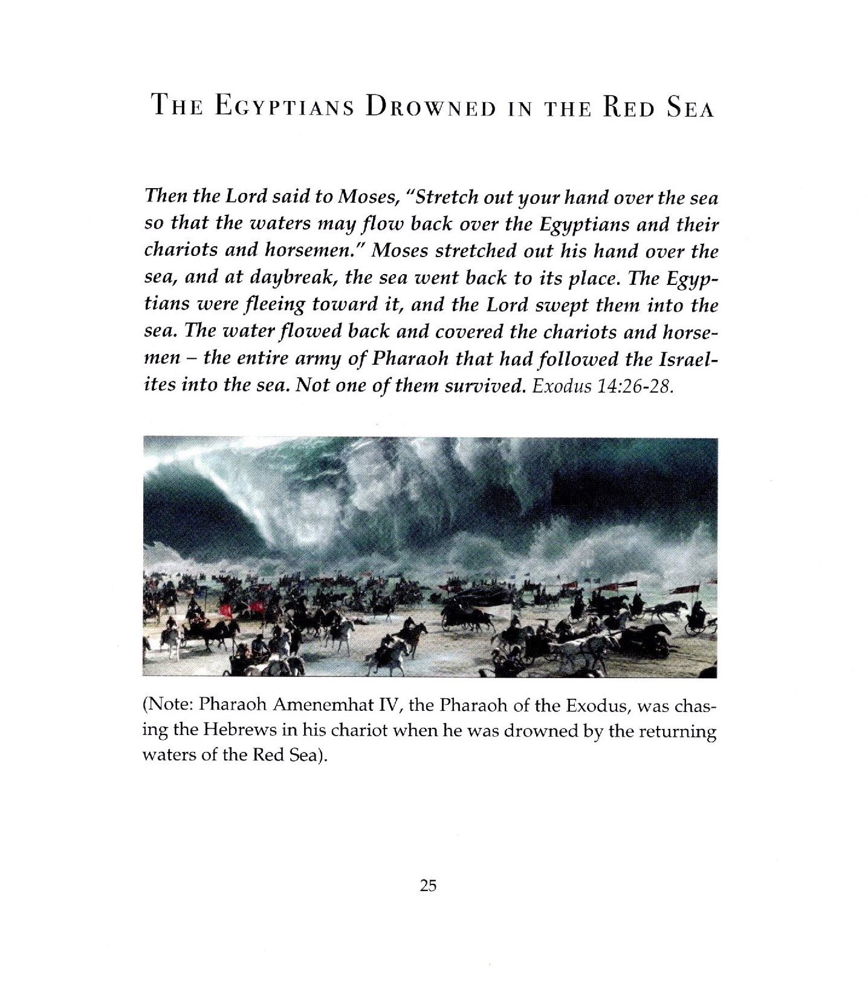 The Egyptians Drowned in the Red Sea
Then the Lord said to Moses, "Stretch out your hand over the sea
so that the waters may flow back over the Egyptians and their
chariots and horsemen." Moses stretched out his hand over the
sea, and at daybreak, the sea went back to its place. The Egyp-
tians were fleeing toward it, and the Lord swept them into the
sea. The water flowed back and covered the chariots and horse-
men – the entire army of Pharaoh that had followed the Israel-
ites into the sea. Not one of them survived. Exodus 14:26-28.
(Note: Pharaoh Amenemhat IV, the Pharaoh of the Exodus, was chas-
ing the Hebrews in his chariot when he was drowned by the returning
waters of the Red Sea).
25